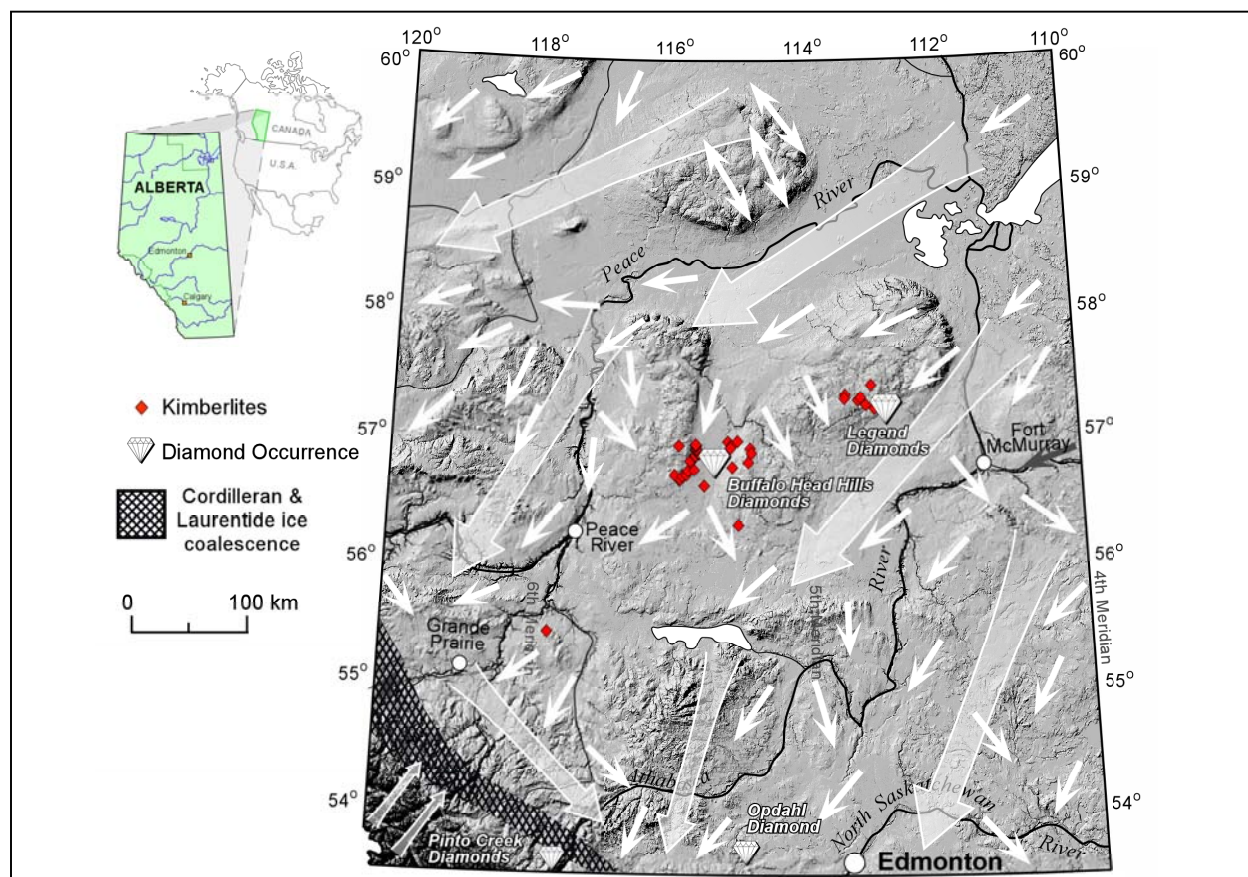 120°
118°
116°
114°
112°
110°
60°
60°
CANADA
U.S.A.
ALBERTA
Edmonton
Calgary
59°
59°
River
Peace
58°
58°
Kimberlites
Diamond Occurrence
Cordilleran &
Laurentide ice
coalescence
0
100 km
57°
57°
Legend
Diamonds
Fort
McMurray
Buffalo Head Hills
Diamonds
Peace
River
56°
56°
River
6th Meridian
5th Meridian
4th Meridian
Grande
Prairie
55°
55°
54°
54°
Athabasca
Opdahl
Diamond
North Saskatchewan
River
Pinto Creek
Diamonds
Edmonton